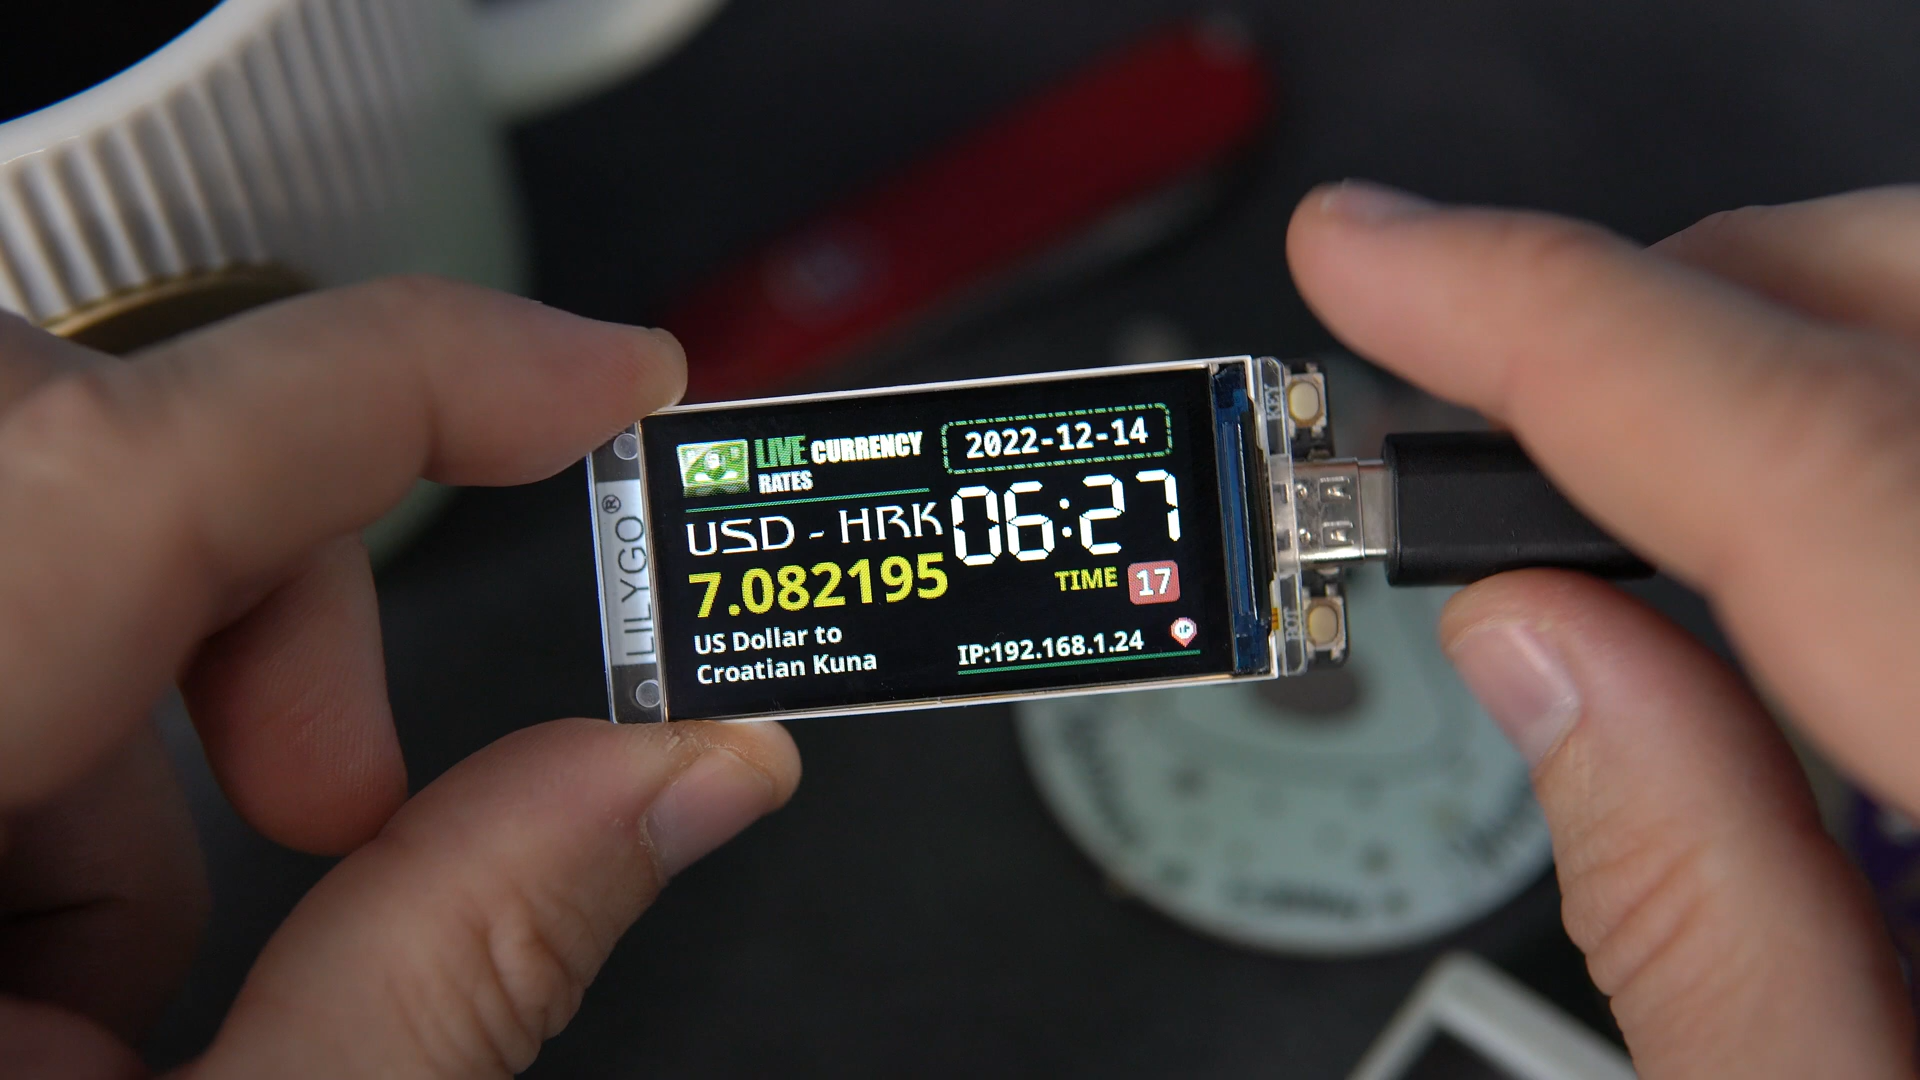 LILYGO®
LIVE CURRENCY
RATES
USD - HRK
7.082195
US Dollar to
Croatian Kuna
2022-12-14
06:27
TIME 17
IP:192.168.1.24
KEY
BOT